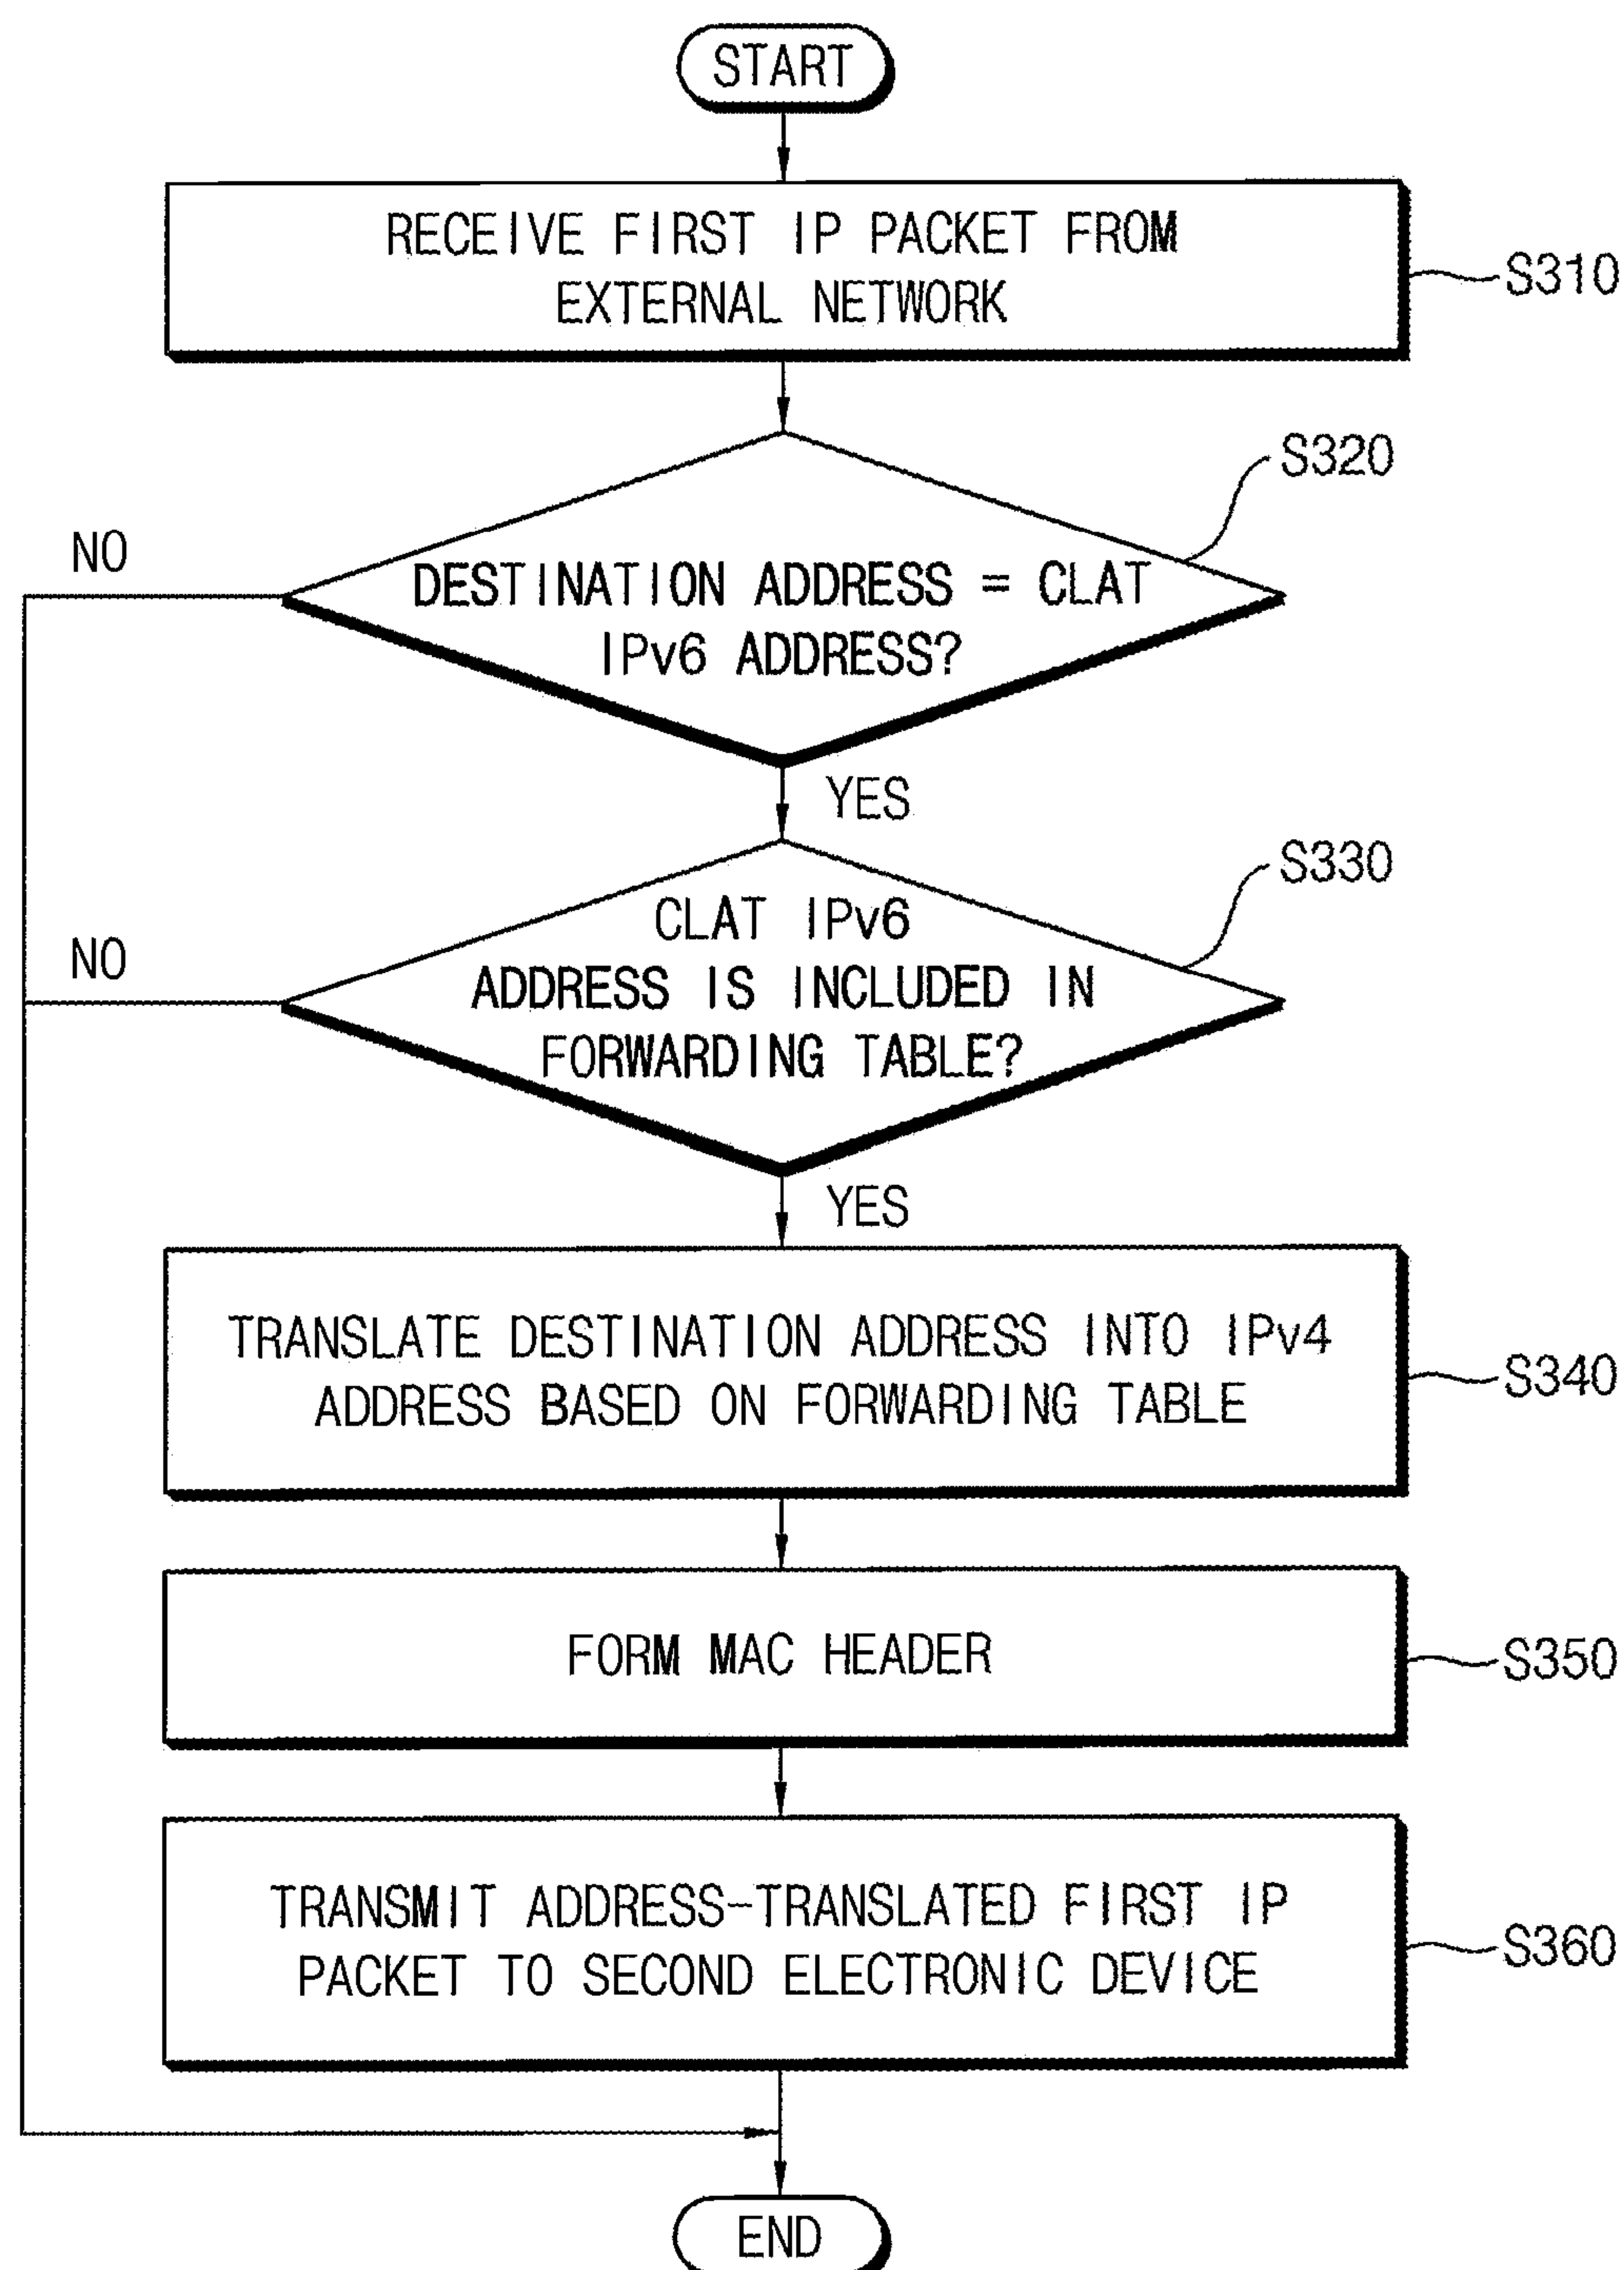 START
RECEIVE FIRST IP PACKET FROM
EXTERNAL NETWORK
S310
S320
NO
DESTINATION ADDRESS = CLAT
IPv6 ADDRESS?
YES
S330
NO
CLAT IPv6
ADDRESS IS INCLUDED IN
FORWARDING TABLE?
YES
TRANSLATE DESTINATION ADDRESS INTO IPv4
ADDRESS BASED ON FORWARDING TABLE
S340
FORM MAC HEADER
S350
TRANSMIT ADDRESS-TRANSLATED FIRST IP
PACKET TO SECOND ELECTRONIC DEVICE
S360
END